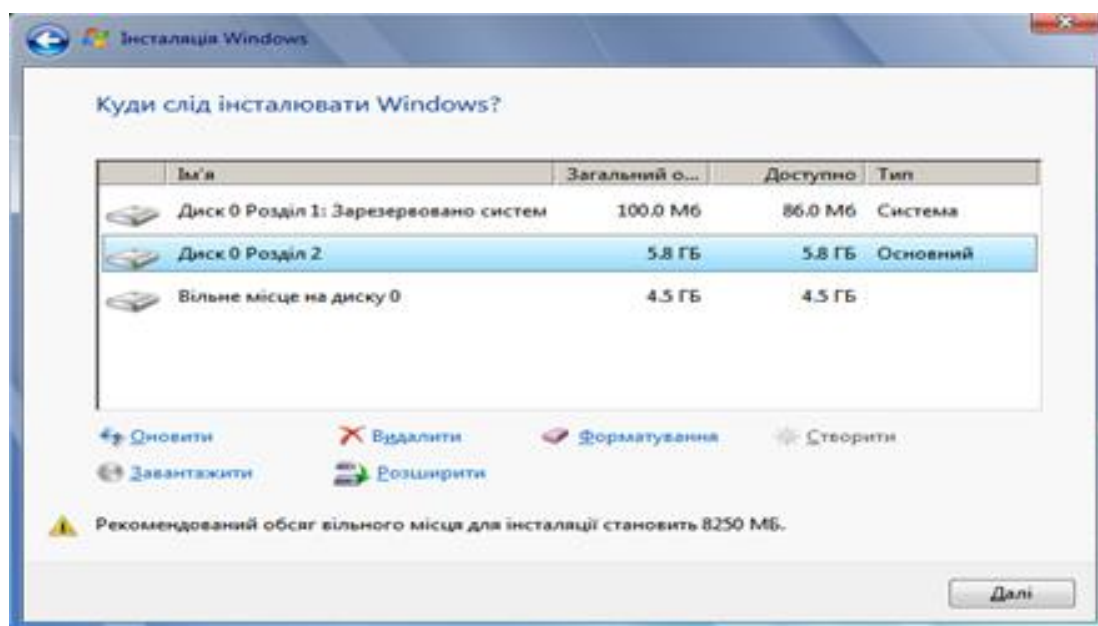 Інсталяція Windows
Куди слід інсталювати Windows?
Ім'я Загальний о... Доступно Тип
Диск 0 Розділ 1: Зарезервовано систем 100.0 Мб 86.0 Мб Система
Диск 0 Розділ 2 5.8 ГБ 5.8 ГБ Основний
Вільне місце на диску 0 4.5 ГБ 4.5 ГБ
Оновити Видалити Форматування Створити
Завантажити Розширити
Рекомендований обсяг вільного місця для інсталяції становить 8250 МБ.
Далі